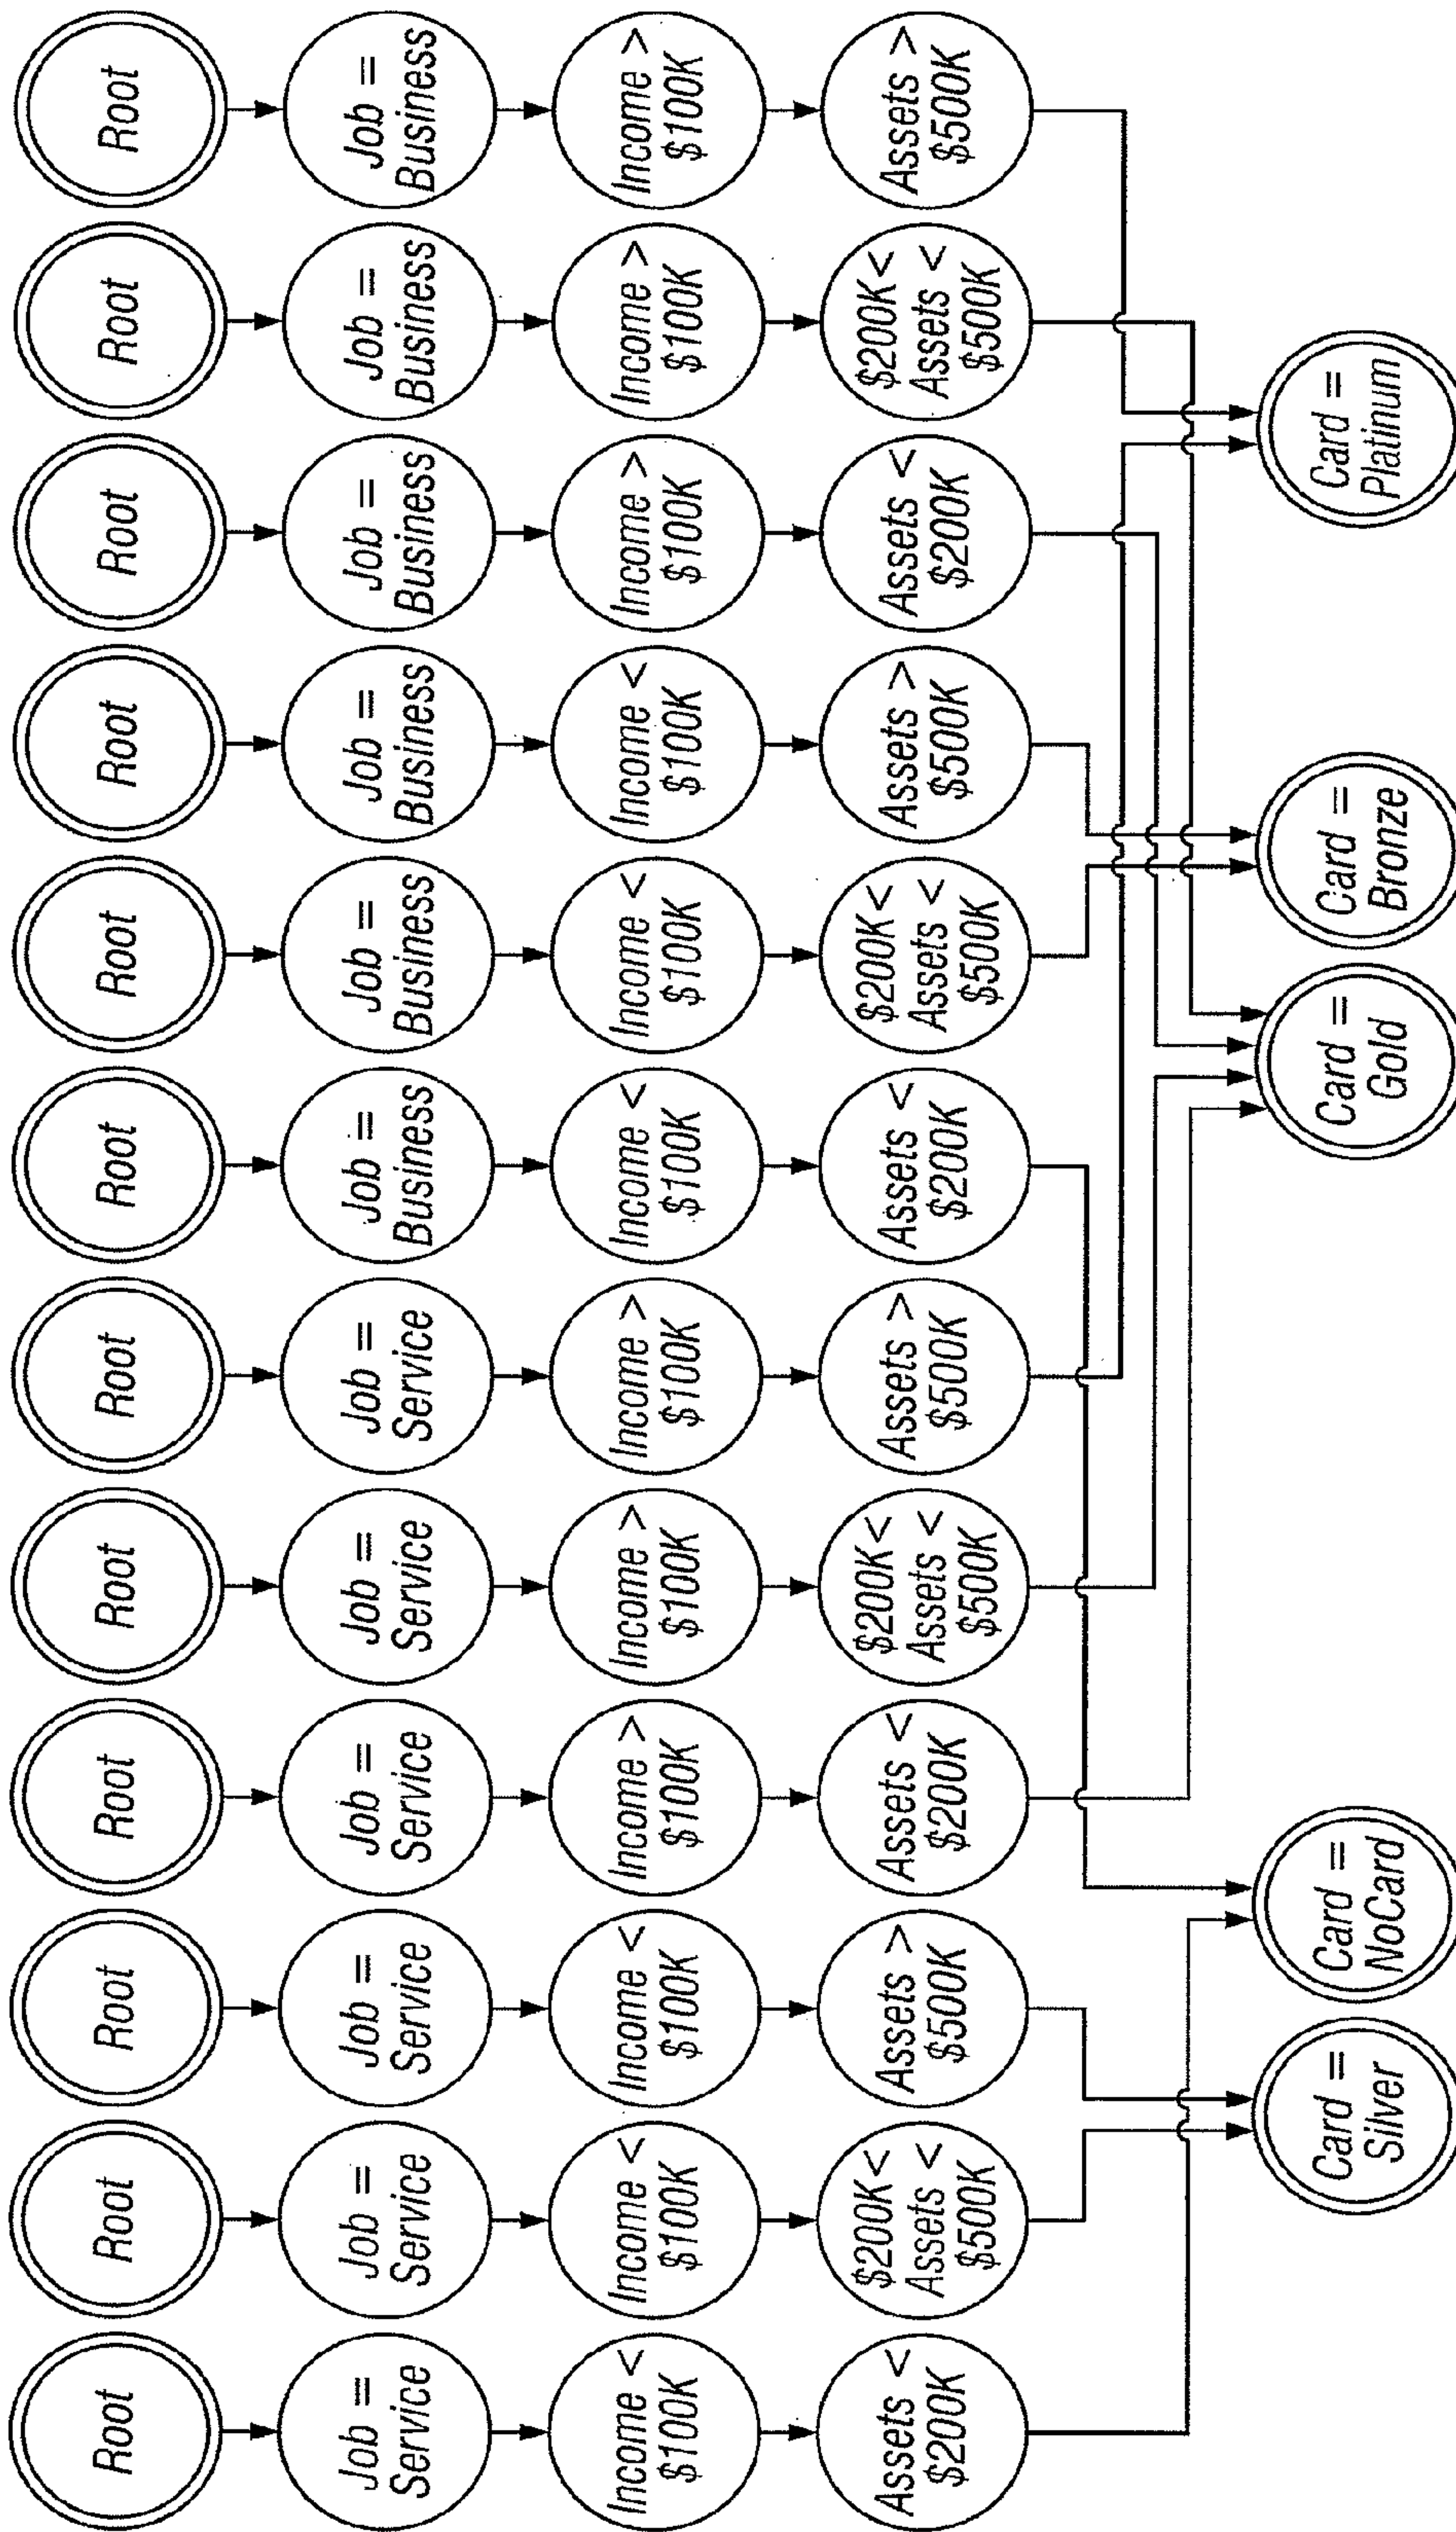 Root
Root
Root
Root
Root
Root
Root
Root
Root
Root
Root
Root
Job =
Service
Job =
Service
Job =
Service
Job =
Service
Job =
Service
Job =
Service
Job =
Business
Job =
Business
Job =
Business
Job =
Business
Job =
Business
Job =
Business
Income <
$100K
Income <
$100K
Income <
$100K
Income >
$100K
Income >
$100K
Income >
$100K
Income <
$100K
Income <
$100K
Income <
$100K
Income >
$100K
Income >
$100K
Income >
$100K
Assets <
$200K
$200K<
Assets <
$500K
Assets >
$500K
Assets <
$200K
$200K<
Assets <
$500K
Assets >
$500K
Assets <
$200K
$200K<
Assets <
$500K
Assets >
$500K
Assets <
$200K
$200K<
Assets <
$500K
Assets >
$500K
Card =
Silver
Card =
NoCard
Card =
Gold
Card =
Bronze
Card =
Platinum